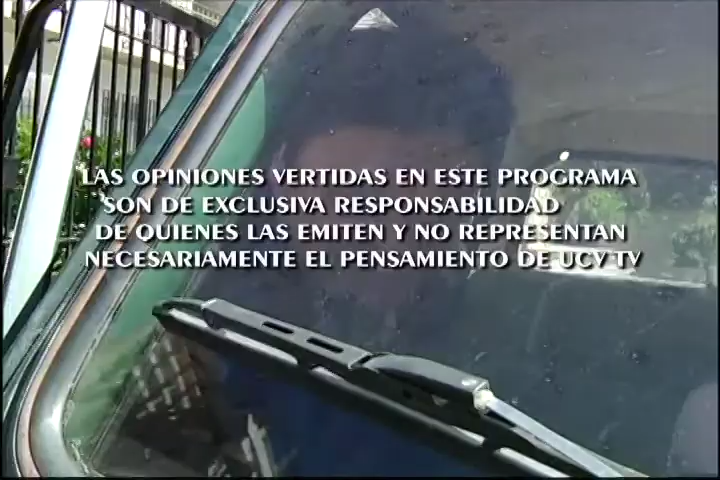 LAS OPINIONES VERTIDAS EN ESTE PROGRAMA
SON DE EXCLUSIVA RESPONSABILIDAD
DE QUIENES LAS EMITEN Y NO REPRESENTAN
NECESARIAMENTE EL PENSAMIENTO DE UCV TV